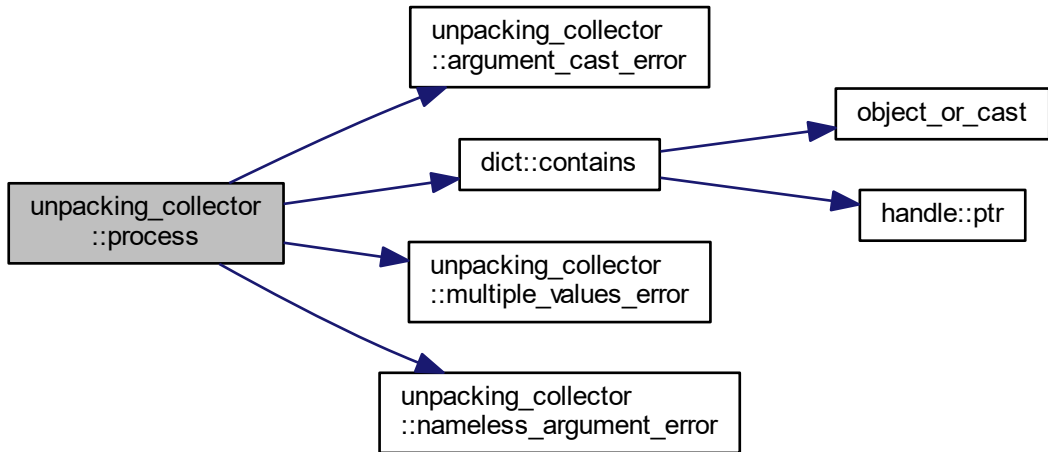 unpacking_collector
::argument_cast_error
object_or_cast
dict::contains
unpacking_collector
::process
handle::ptr
unpacking_collector
::multiple_values_error
unpacking_collector
::nameless_argument_error